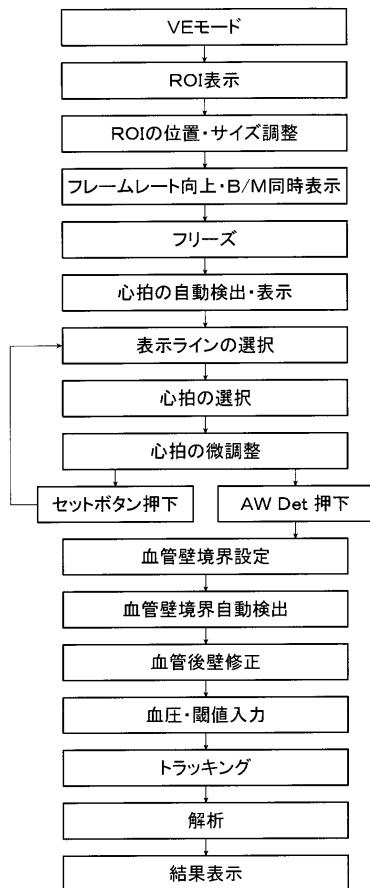 VEモード
ROI表示
ROIの位置・サイズ調整
フレームレート向上・B/M同時表示
フリーズ
心拍の自動検出・表示
表示ラインの選択
心拍の選択
心拍の微調整
セットボタン押下
AW Det 押下
血管壁境界設定
血管壁境界自動検出
血管後壁修正
血圧・閾値入力
トラッキング
解析
結果表示